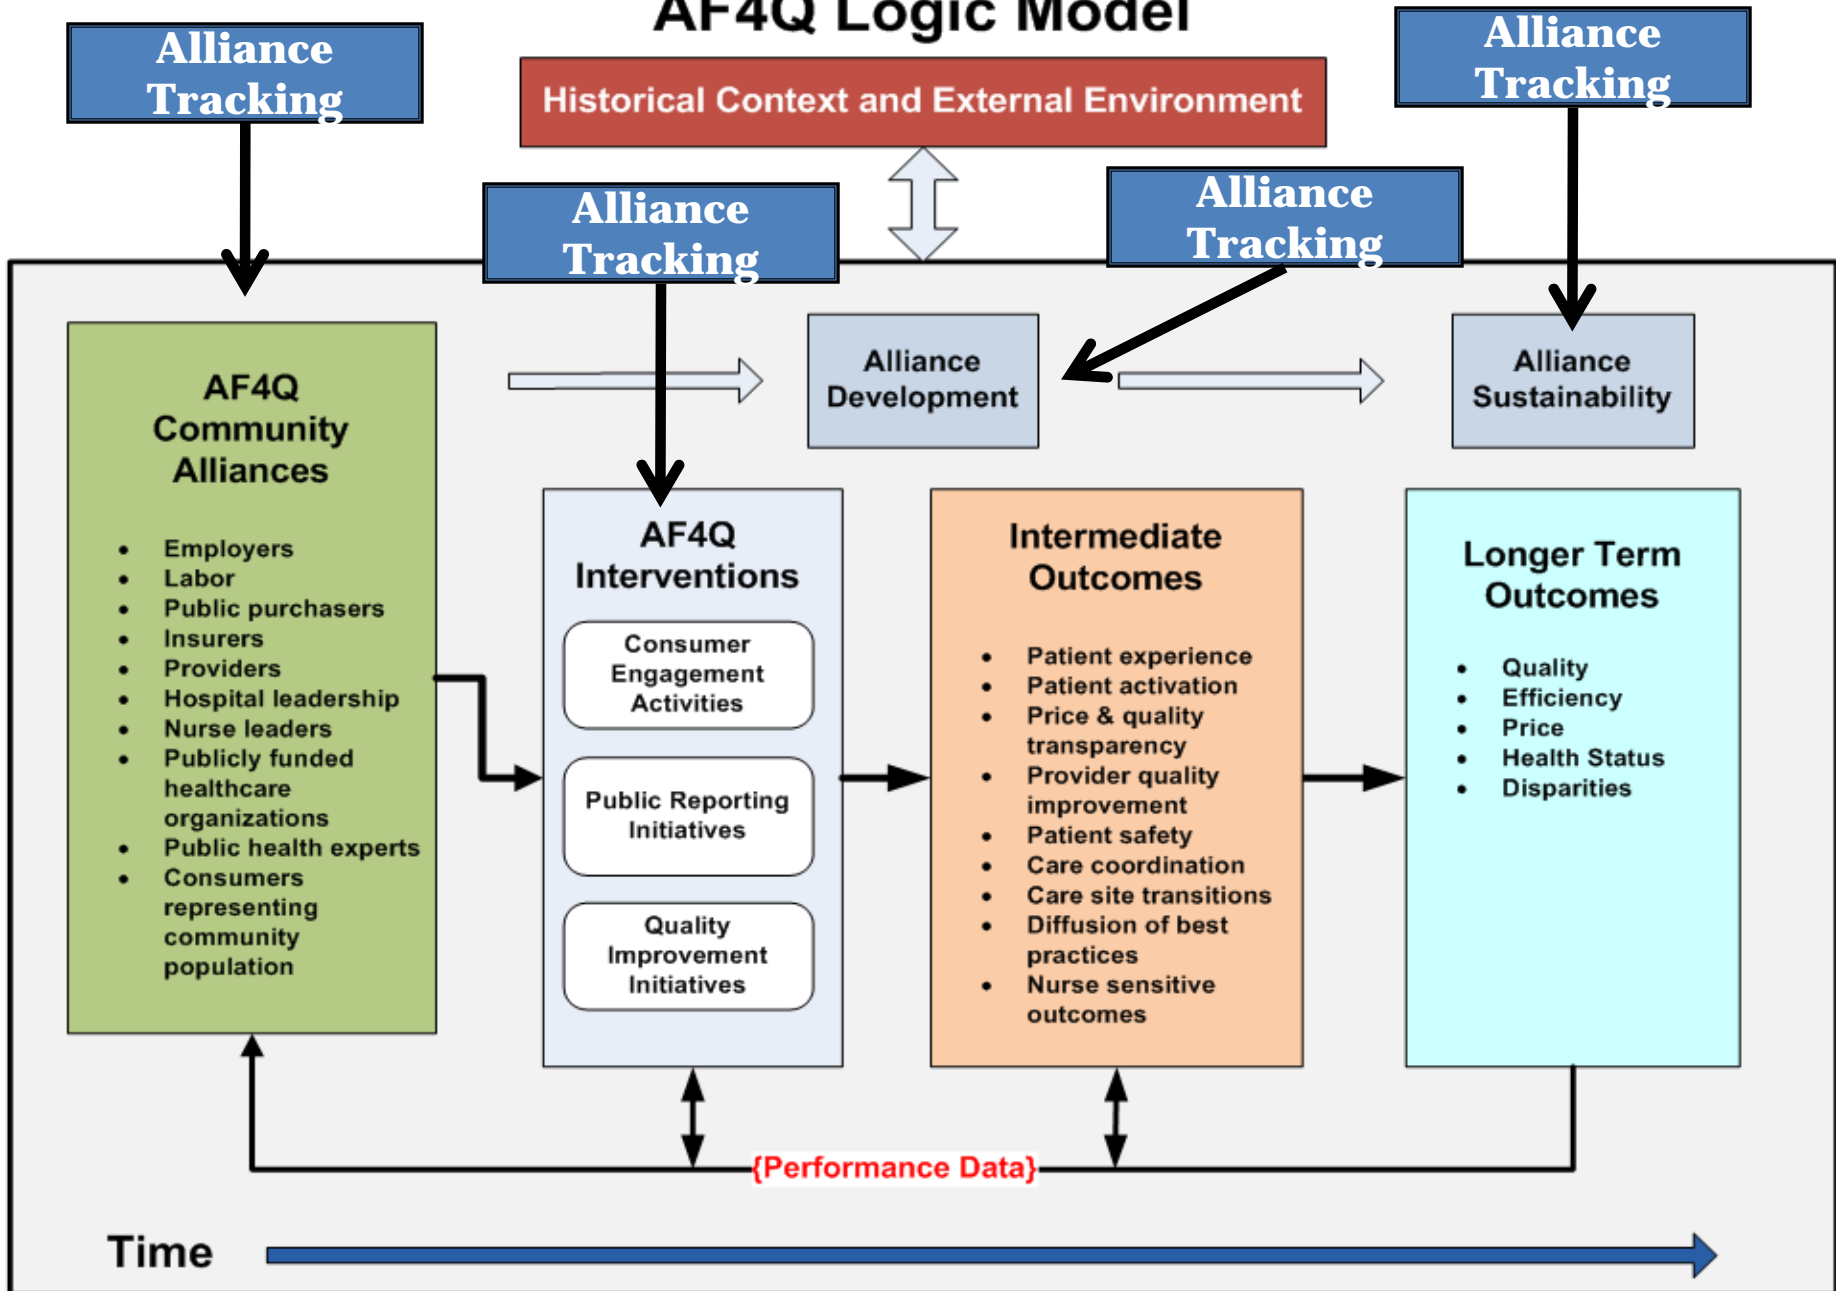 AF4Q Logic Model
Alliance
Tracking
Historical Context and External Environment
Alliance
Tracking
Alliance
Tracking
Alliance
Tracking
Alliance
Development
Alliance
Sustainability
AF4Q
Community
Alliances
• Employers
• Labor
• Public purchasers
• Insurers
• Providers
• Hospital leadership
• Nurse leaders
• Publicly funded
healthcare
organizations
• Public health experts
• Consumers
representing
community
population
AF4Q
Interventions
Consumer
Engagement
Activities
Public Reporting
Initiatives
Quality
Improvement
Initiatives
Intermediate
Outcomes
• Patient experience
• Patient activation
• Price & quality
transparency
• Provider quality
improvement
• Patient safety
• Care coordination
• Care site transitions
• Diffusion of best
practices
• Nurse sensitive
outcomes
Longer Term
Outcomes
• Quality
• Efficiency
• Price
• Health Status
• Disparities
{Performance Data}
Time